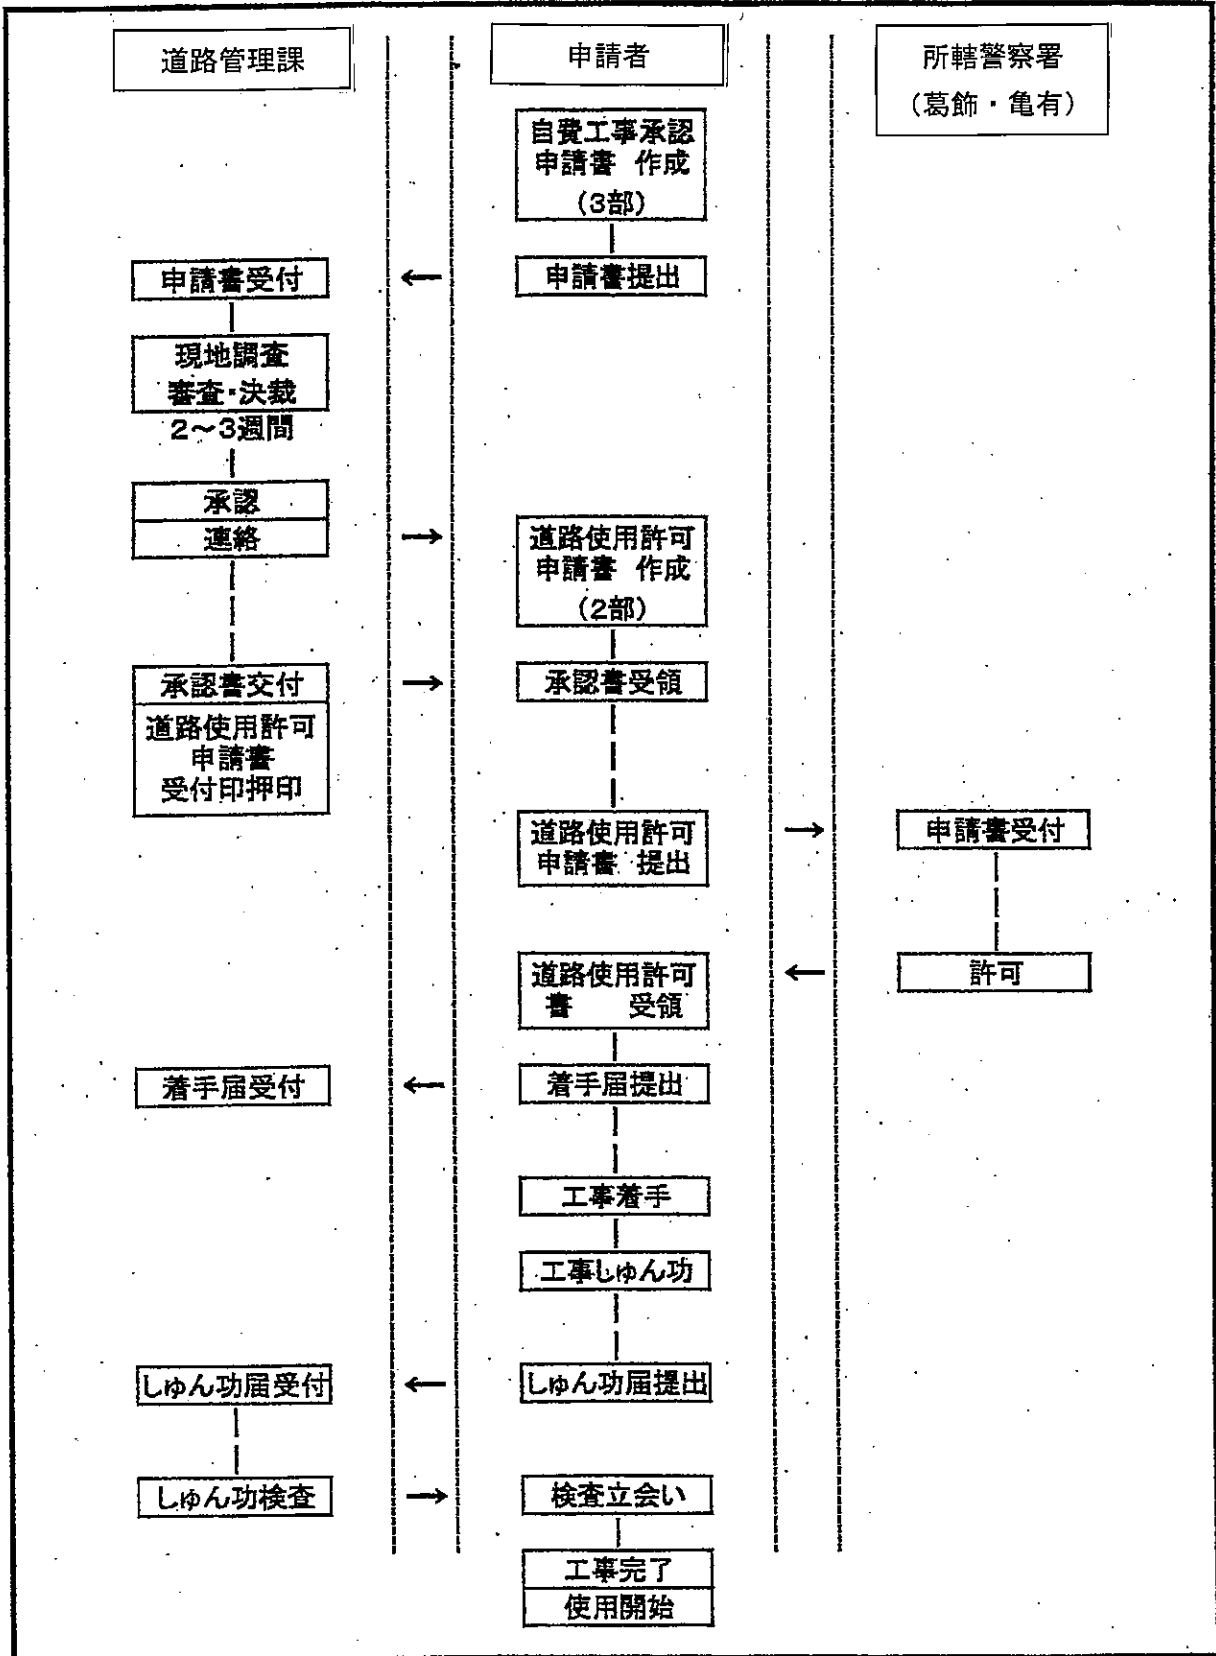 道路管理課
申請者
所轄警察署
(葛飾・亀有)
自費工事承認
申請書 作成
(3部)
申請書受付
←
申請書提出
現地調査
審査・決裁
2~3週間
承認
連絡
→
道路使用許可
申請書 作成
(2部)
承認書交付
→
承認書受領
道路使用許可
申請書
受付印押印
道路使用許可
申請書 提出
→
申請書受付
道路使用許可
書 受領
←
許可
着手届受付
←
着手届提出
工事着手
工事しゅん功
しゅん功届受付
←
しゅん功届提出
しゅん功検査
→
検査立会い
工事完了
使用開始